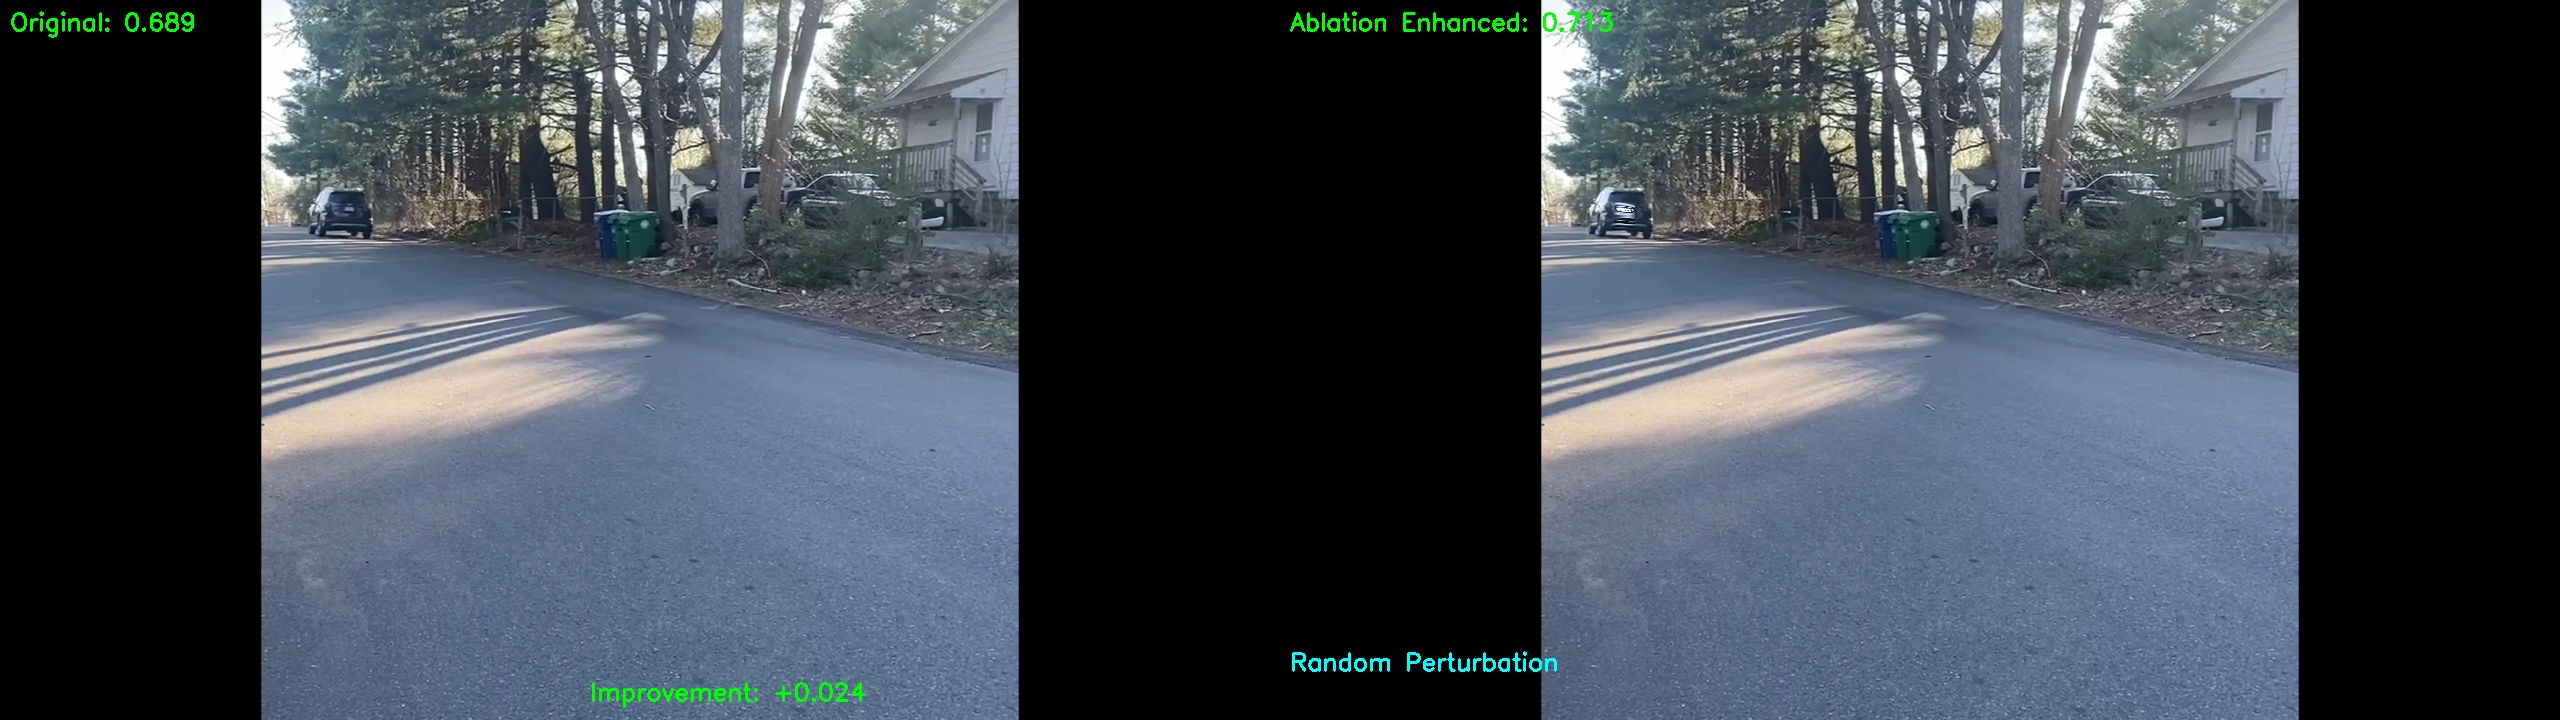 Original: 0.689
Ablation Enhanced: 0.713
Random Perturbation
Improvement: +0.024